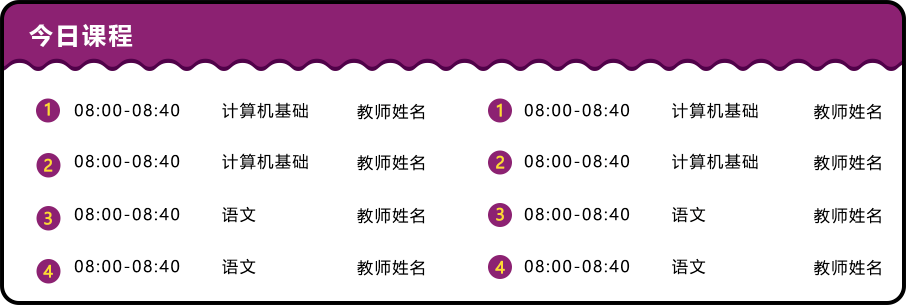 今日课程
1 08:00-08:40 计算机基础 教师姓名 1 08:00-08:40 计算机基础 教师姓名
2 08:00-08:40 计算机基础 教师姓名 2 08:00-08:40 计算机基础 教师姓名
3 08:00-08:40 语文 教师姓名 3 08:00-08:40 语文 教师姓名
4 08:00-08:40 语文 教师姓名 4 08:00-08:40 语文 教师姓名